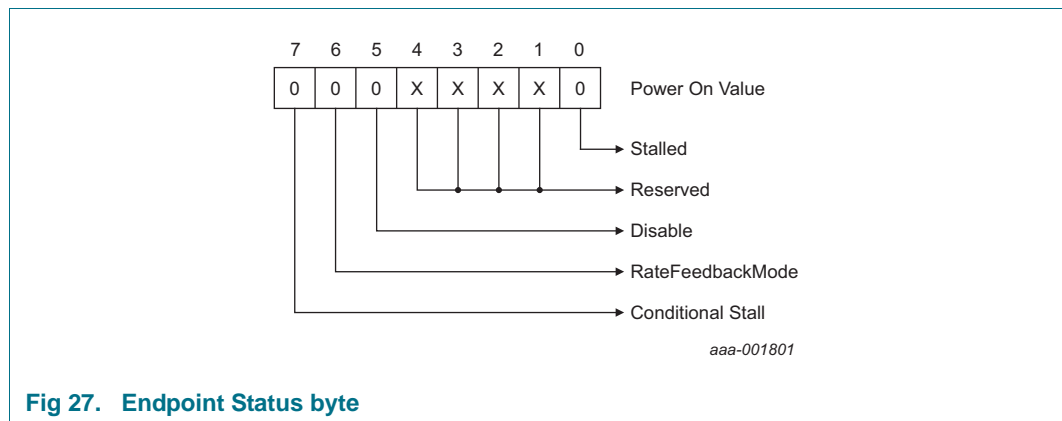 7 6 5 4 3 2 1 0
0 0 0 X X X X 0 Power On Value
Stalled
Reserved
Disable
RateFeedbackMode
Conditional Stall
aaa-001801
Fig 27. Endpoint Status byte